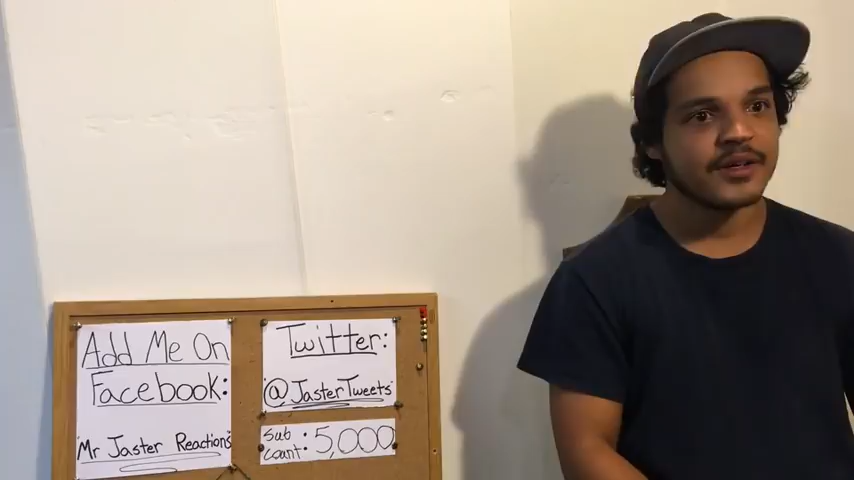 Add Me On
Facebook:
Mr Jaster Reactions
Twitter:
@JasterTweets
Sub
Count: 5,000